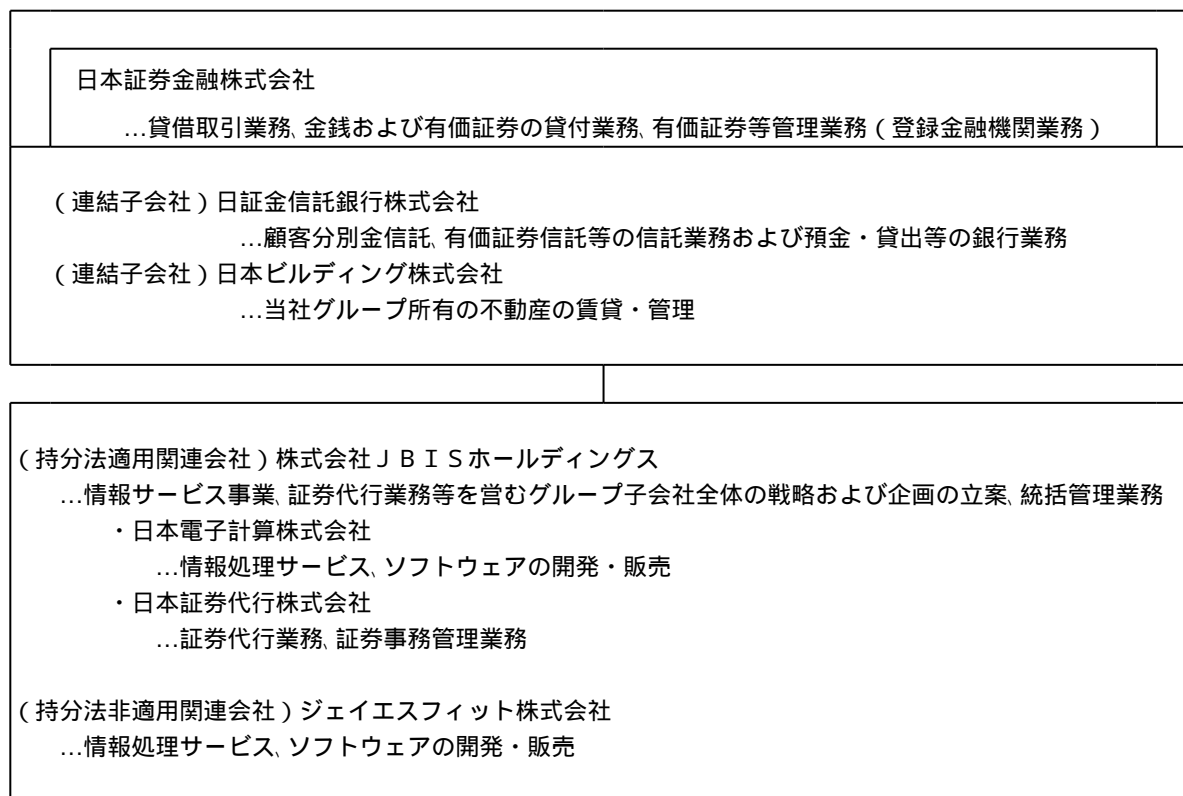 日本証券金融株式会社
…貸借取引業務、金銭および有価証券の貸付業務、有価証券等管理業務（登録金融機関業務）
（連結子会社）日証金信託銀行株式会社
…顧客分別金信託、有価証券信託等の信託業務および預金・貸出等の銀行業務
（連結子会社）日本ビルディング株式会社
…当社グループ所有の不動産の賃貸・管理
（持分法適用関連会社）株式会社ＪＢＩＳホールディングス
…情報サービス事業、証券代行業務等を営むグループ子会社全体の戦略および企画の立案、統括管理業務
・日本電子計算株式会社
…情報処理サービス、ソフトウェアの開発・販売
・日本証券代行株式会社
…証券代行業務、証券事務管理業務
（持分法非適用関連会社）ジェイエスフィット株式会社
…情報処理サービス、ソフトウェアの開発・販売